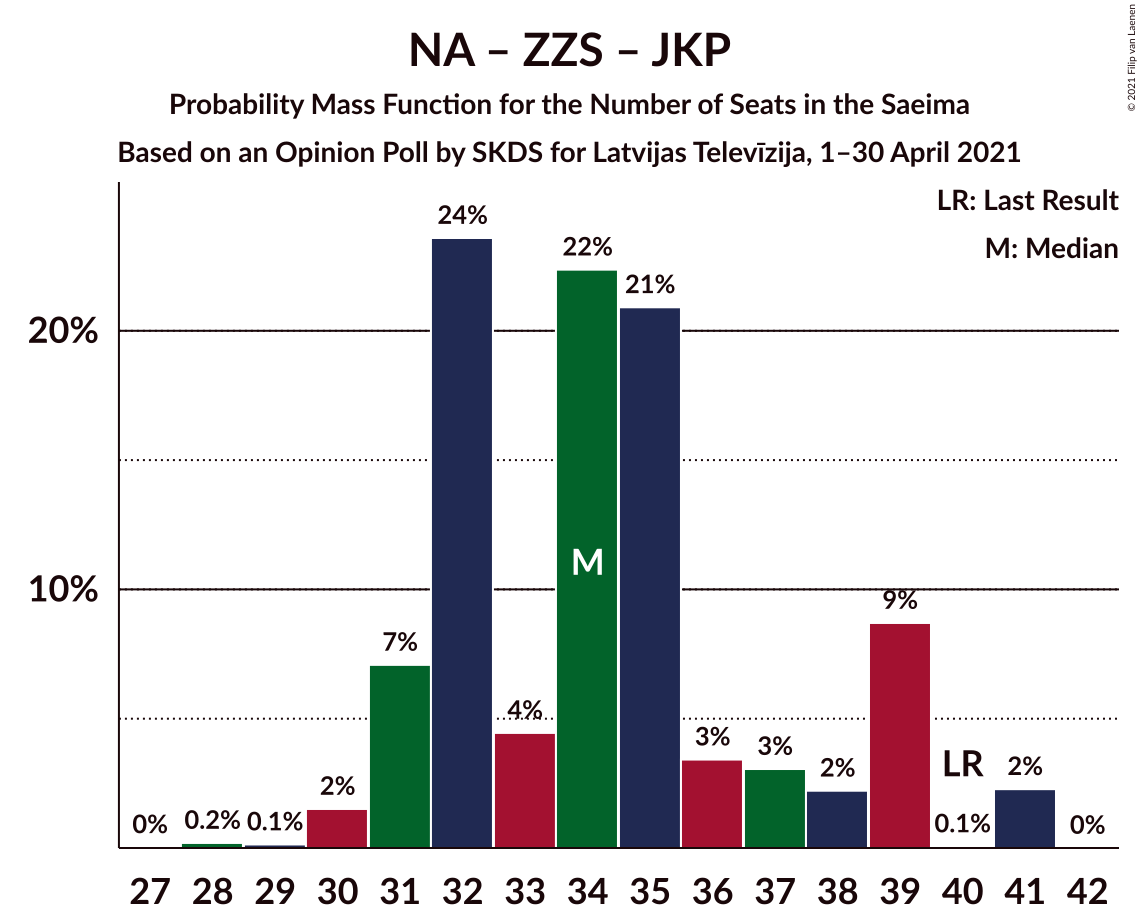 NA – ZZS – JKP
Probability Mass Function for the Number of Seats in the Saeima
Based on an Opinion Poll by SKDS for Latvijas Televīzija, 1–30 April 2021
© 2021 Filip van Laenen
LR: Last Result
M: Median
20%
10%
0%
0.2%
0.1%
2%
7%
24%
4%
22%
M
21%
3%
3%
2%
9%
LR
0.1%
2%
0%
27 28 29 30 31 32 33 34 35 36 37 38 39 40 41 42